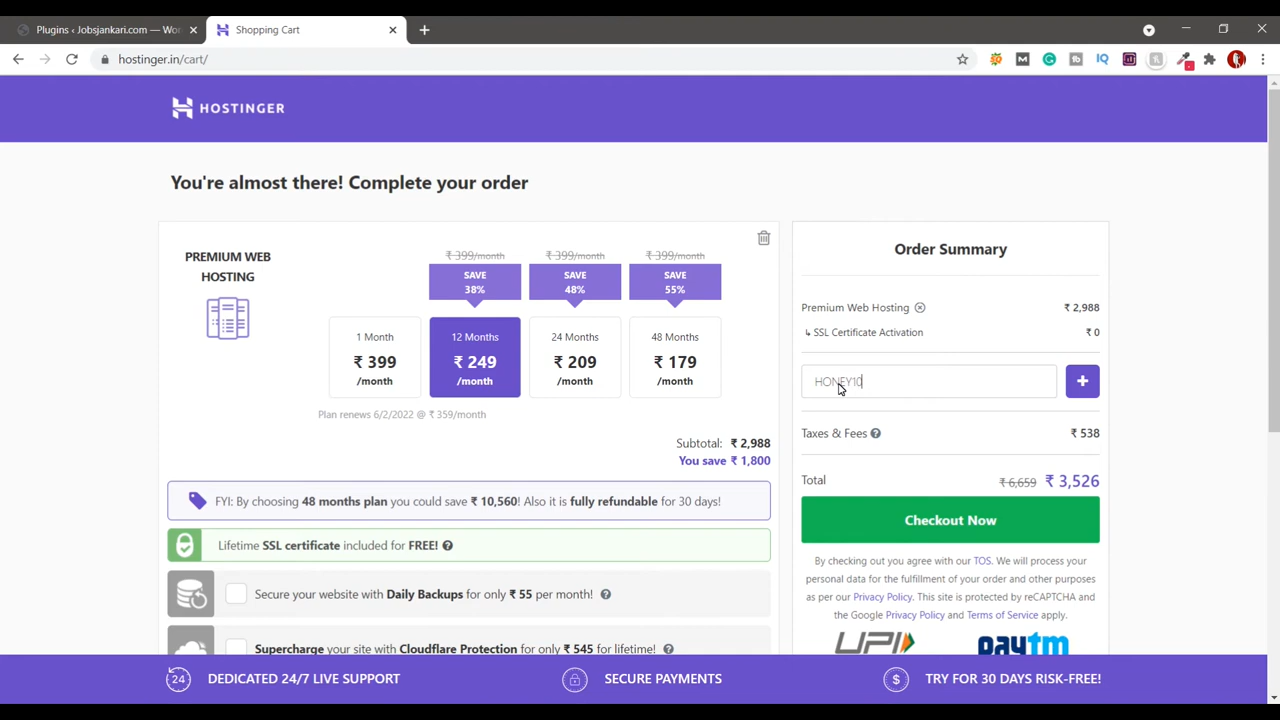 Plugins ‹ Jobsjankari.com — Wo
Shopping Cart
hostinger.in/cart/
HOSTINGER
You're almost there! Complete your order
PREMIUM WEB
HOSTING
₹ 399/month
₹ 399/month
₹ 399/month
SAVE
38%
SAVE
48%
SAVE
55%
1 Month
₹ 399
/month
12 Months
₹ 249
/month
24 Months
₹ 209
/month
48 Months
₹ 179
/month
Plan renews 6/2/2022 @ ₹ 359/month
Subtotal: ₹ 2,988
You save ₹ 1,800
FYI: By choosing 48 months plan you could save ₹ 10,560! Also it is fully refundable for 30 days!
Lifetime SSL certificate included for FREE!
Secure your website with Daily Backups for only ₹ 55 per month!
Supercharge your site with Cloudflare Protection for only ₹ 545 for lifetime!
Order Summary
Premium Web Hosting ₹ 2,988
↳ SSL Certificate Activation ₹ 0
HONEY10
Taxes & Fees ₹ 538
Total ₹ 6,659 ₹ 3,526
Checkout Now
By checking out you agree with our TOS. We will process your
personal data for the fulfillment of your order and other purposes
as per our Privacy Policy. This site is protected by reCAPTCHA and
the Google Privacy Policy and Terms of Service apply.
UPI
paytm
24 DEDICATED 24/7 LIVE SUPPORT
SECURE PAYMENTS
$ TRY FOR 30 DAYS RISK-FREE!